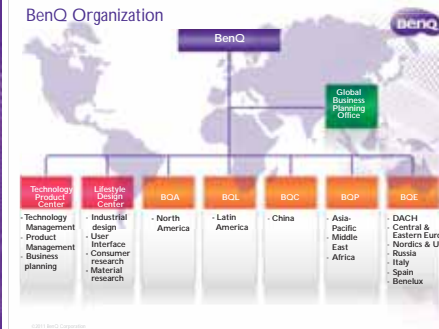 BenQ Organization
BenQ
BenQ
Global
Business
Planning
Office
Technology
Product
Center
- Technology
Management
- Product
Management
- Business
planning
Lifestyle
Design
Center
- Industrial
design
- User
Interface
- Consumer
research
- Material
research
BQA
- North
America
BQL
- Latin
America
BQC
- China
BQP
- Asia-
Pacific
- Middle
East
- Africa
BQE
- DACH
- Central &
Eastern Euro
- Nordics & U
- Russia
- Italy
- Spain
- Benelux